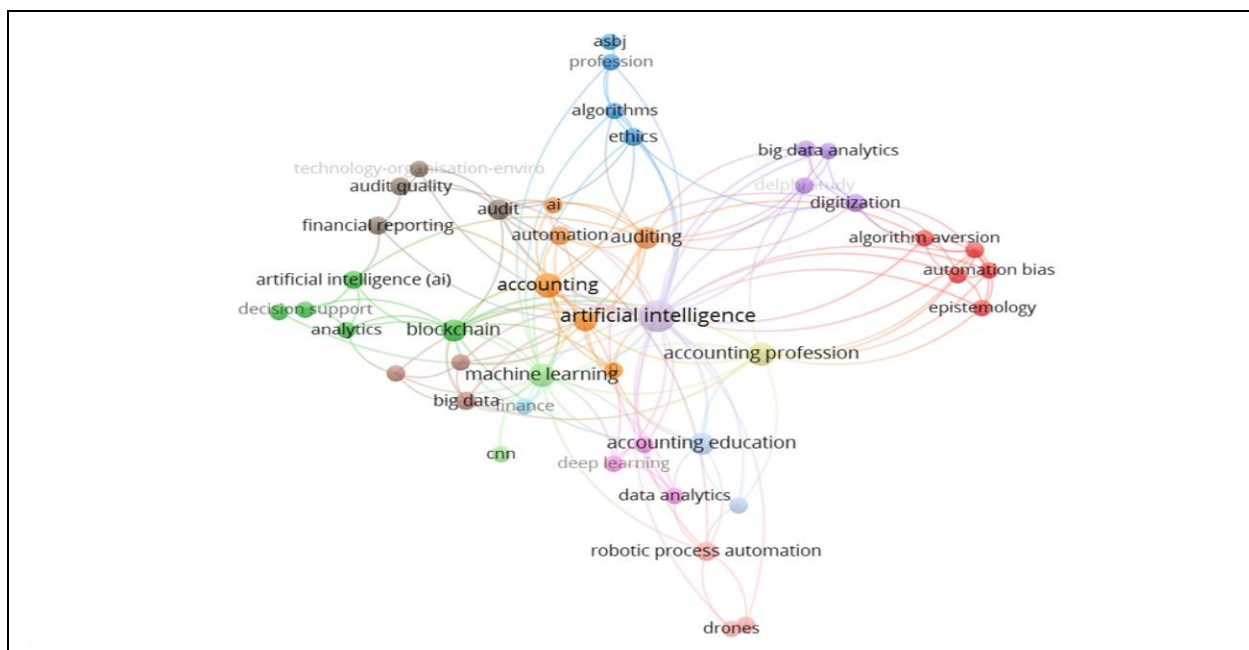 asbj
profession
algorithms
ethics
big data analytics
technology-organisation-enviro
delphi study
audit quality
digitization
audit
ai
financial reporting
automation
auditing
algorithm aversion
automation bias
artificial intelligence (ai)
accounting
decision support
epistemology
artificial intelligence
analytics
blockchain
accounting profession
machine learning
big data
finance
accounting education
cnn
deep learning
data analytics
robotic process automation
drones